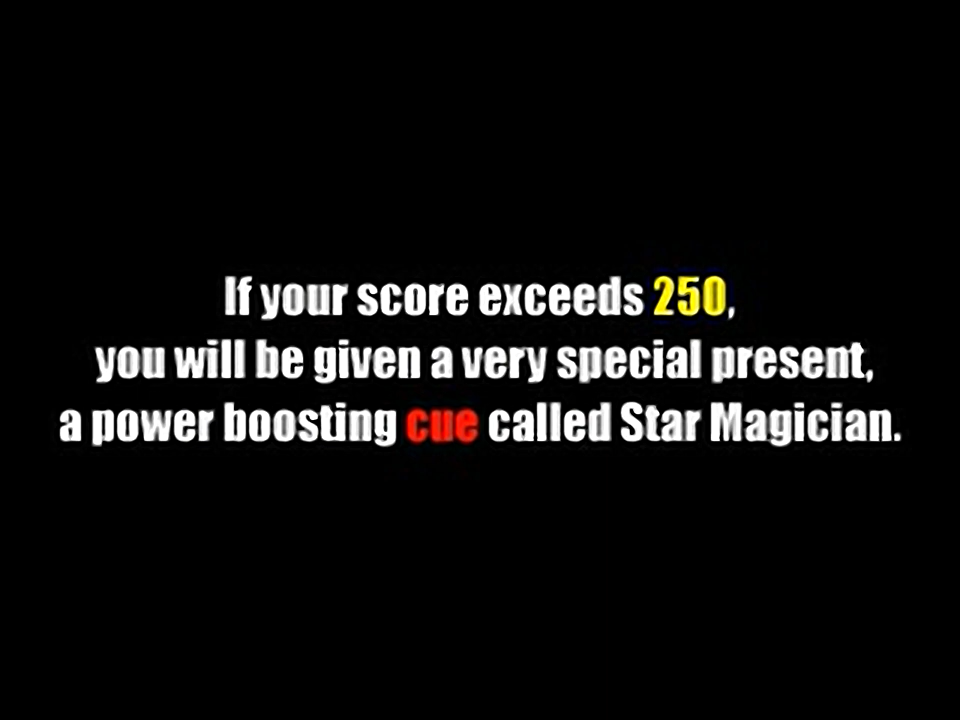 If your score exceeds 250,
you will be given a very special present,
a power boosting cue called Star Magician.